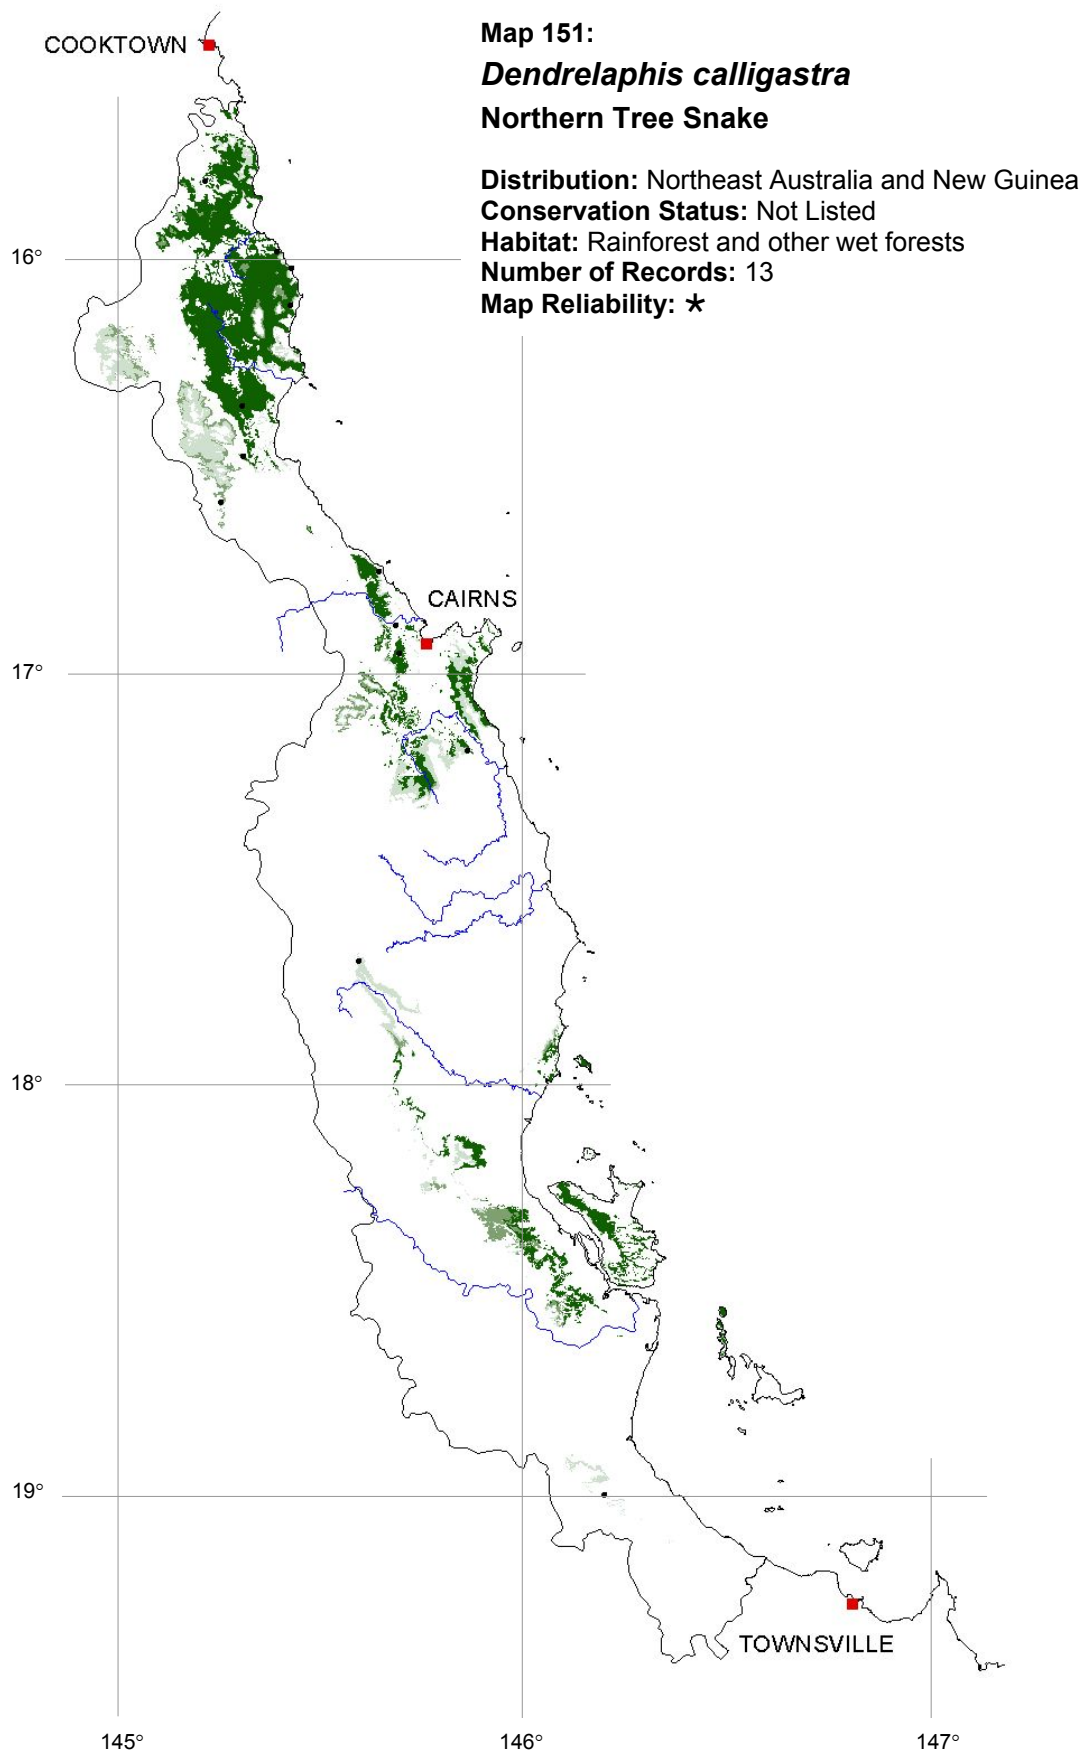 Map 151:
Dendrelaphis calligastra
Northern Tree Snake
Distribution: Northeast Australia and New Guinea
Conservation Status: Not Listed
Habitat: Rainforest and other wet forests
Number of Records: 13
Map Reliability: *
COOKTOWN
16°
CAIRNS
17°
18°
19°
TOWNSVILLE
145°
146°
147°